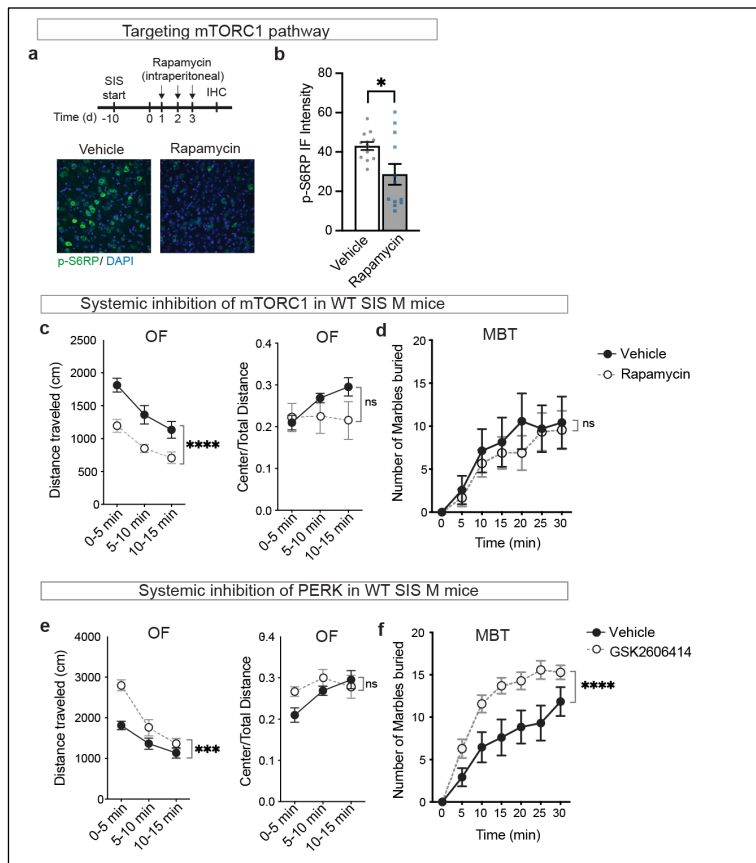 Targeting mTORC1 pathway
a
Rapamycin
(intraperitoneal)
SIS
start
IHC
Time (d)
-10 0 1 2 3
Vehicle Rapamycin
p-S6RP/ DAPI
b
p-S6RP IF Intensity
80
60
40
20
0
*
Vehicle
Rapamycin
Systemic inhibition of mTORC1 in WT SIS M mice
c
OF
Distance traveled (cm)
2500
2000
1500
1000
500
0
****
0-5 min
5-10 min
10-15 min
OF
Center/Total Distance
0.4
0.3
0.2
0.1
0.0
ns
0-5 min
5-10 min
10-15 min
d
MBT
Number of Marbles buried
20
15
10
5
0
ns
0 5 10 15 20 25 30
Time (min)
Vehicle
Rapamycin
Systemic inhibition of PERK in WT SIS M mice
e
OF
Distance traveled (cm)
4000
3000
2000
1000
0
***
0-5 min
5-10 min
10-15 min
OF
Center/Total Distance
0.4
0.3
0.2
0.1
0.0
ns
0-5 min
5-10 min
10-15 min
f
MBT
Number of Marbles buried
20
15
10
5
0
****
0 5 10 15 20 25 30
Time (min)
Vehicle
GSK2606414